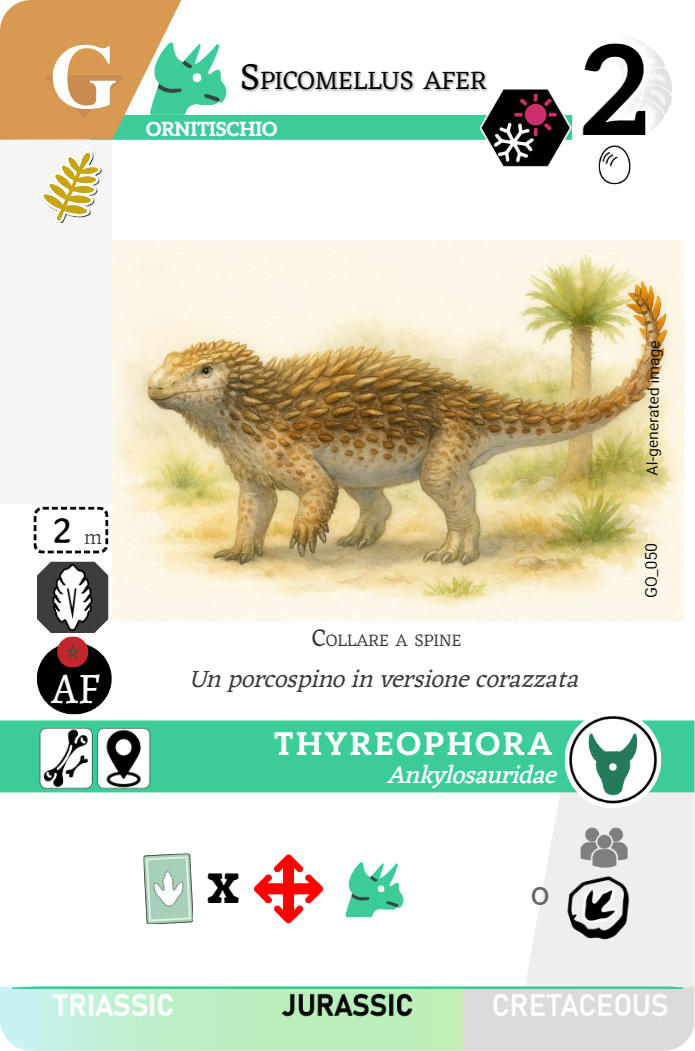 G
Spicomellus afer
2
ORNITISCHIO
AI-generated image
GO_050
2 m
AF
Collare a spine
Un porcospino in versione corazzata
THYREOPHORA
Ankylosauridae
x
o
TRIASSIC
JURASSIC
CRETACEOUS